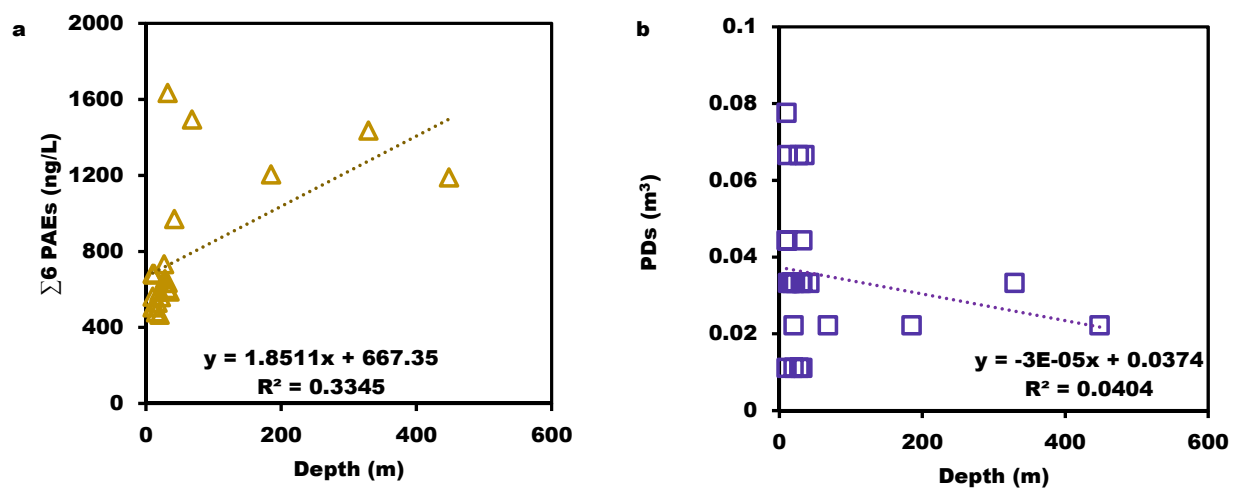 a
∑6 PAEs (ng/L)
2000
1600
1200
800
400
0
y = 1.8511x + 667.35
R² = 0.3345
0
200
400
600
Depth (m)
b
PDs (m³)
0.1
0.08
0.06
0.04
0.02
0
y = -3E-05x + 0.0374
R² = 0.0404
0
200
400
600
Depth (m)